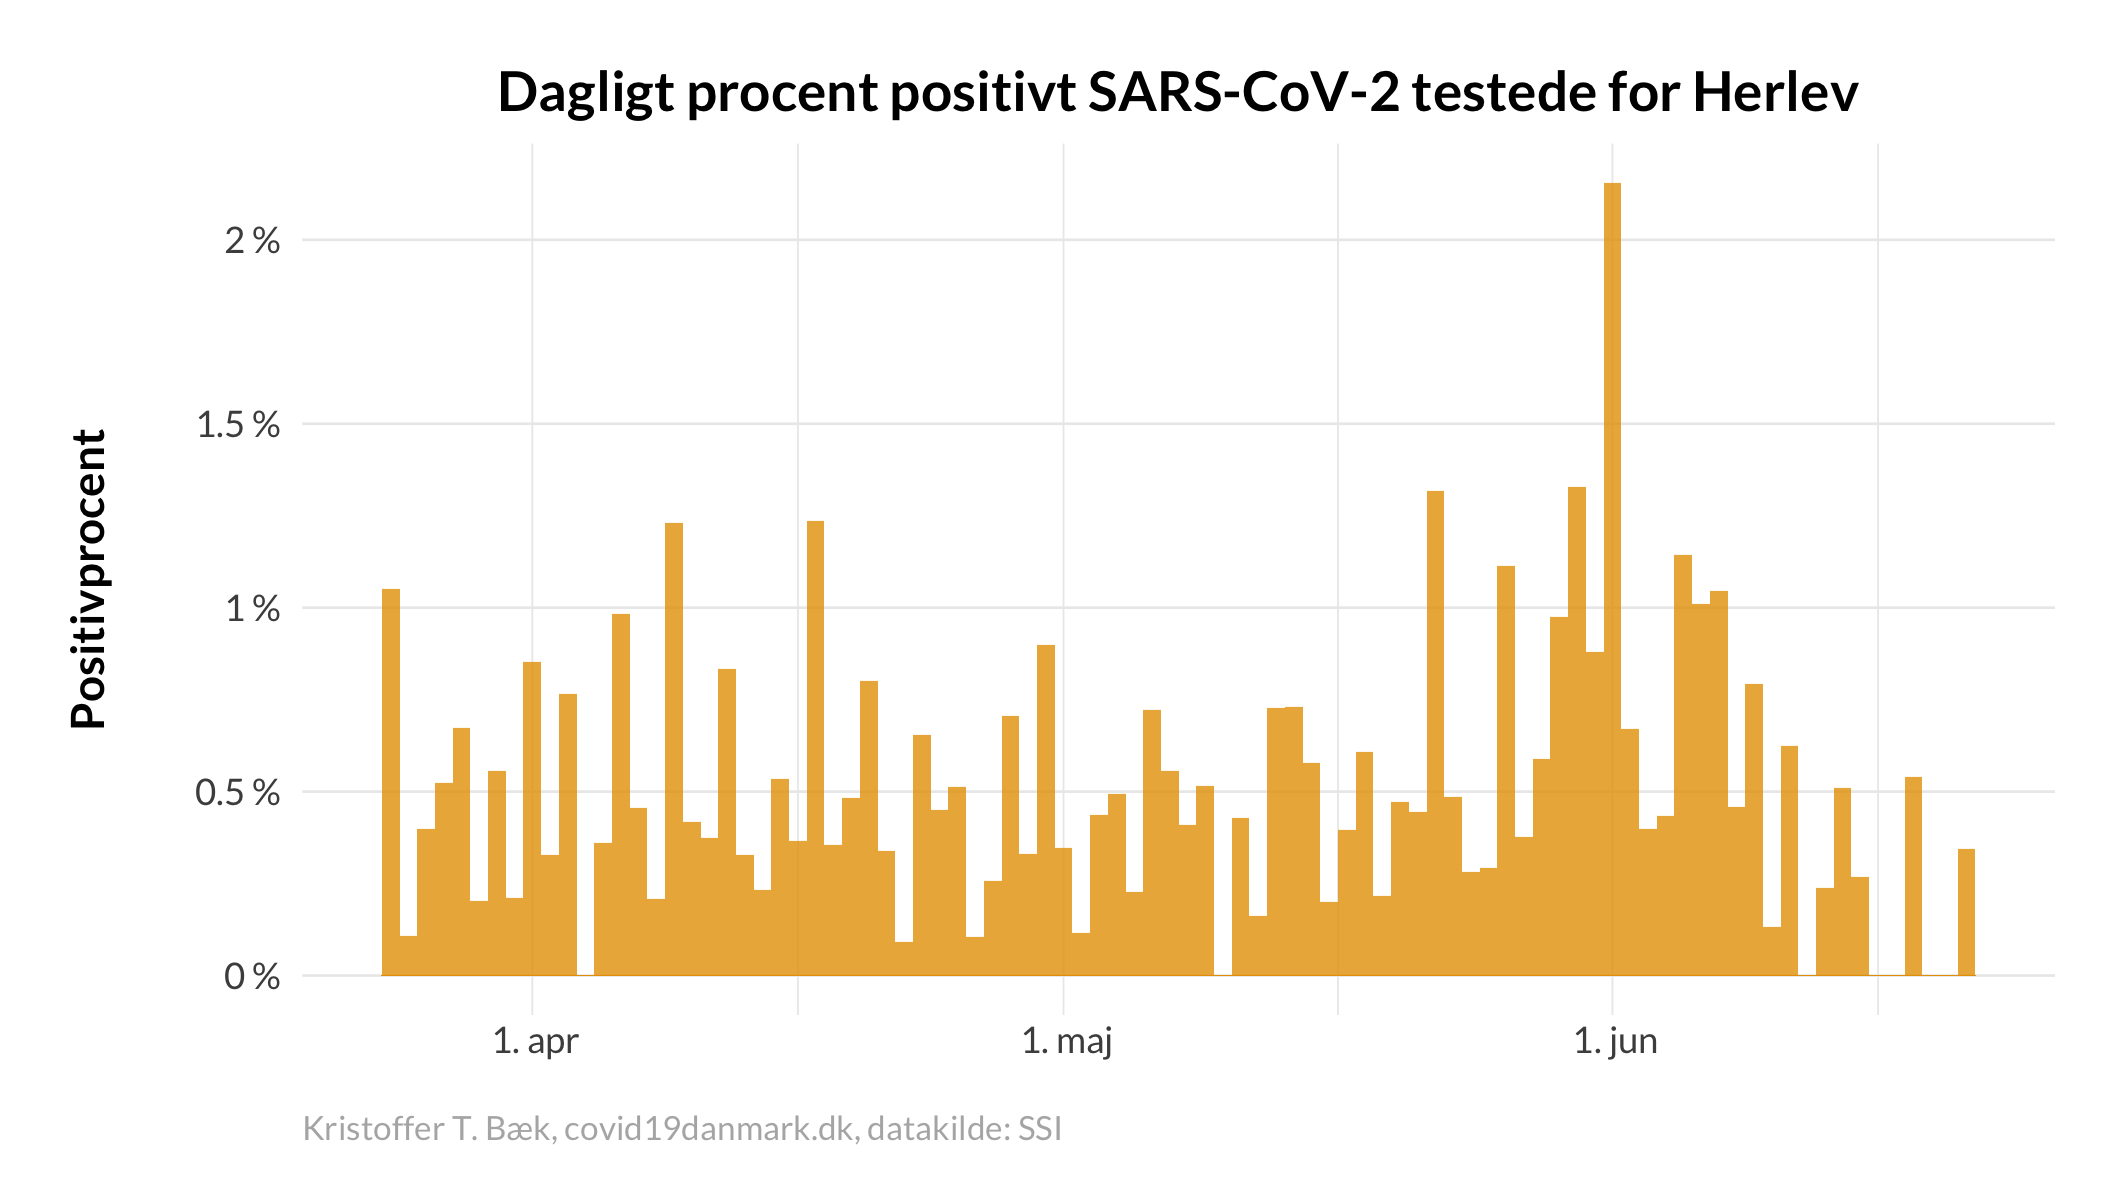 Dagligt procent positivt SARS-CoV-2 testede for Herlev
Positivprocent
2 %
1.5 %
1 %
0.5 %
0 %
1. apr
1. maj
1. jun
Kristoffer T. Bæk, covid19danmark.dk, datakilde: SSI